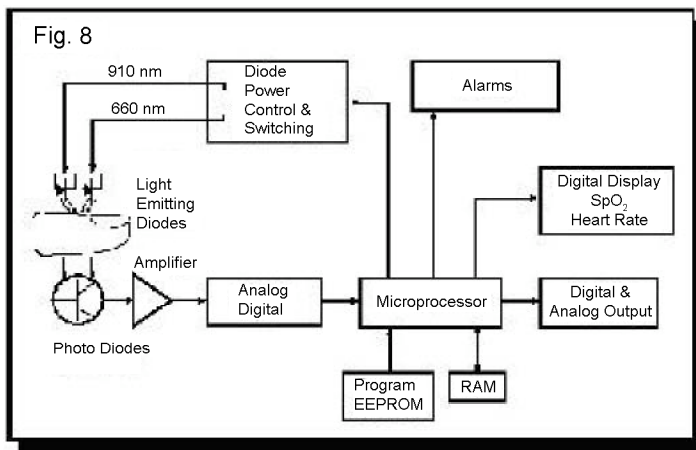 Fig. 8
910 nm
660 nm
Diode
Power
Control &
Switching
Alarms
Light
Emitting
Diodes
Digital Display
SpO₂
Heart Rate
Amplifier
Analog
Digital
Microprocessor
Digital &
Analog Output
Photo Diodes
Program
EEPROM
RAM